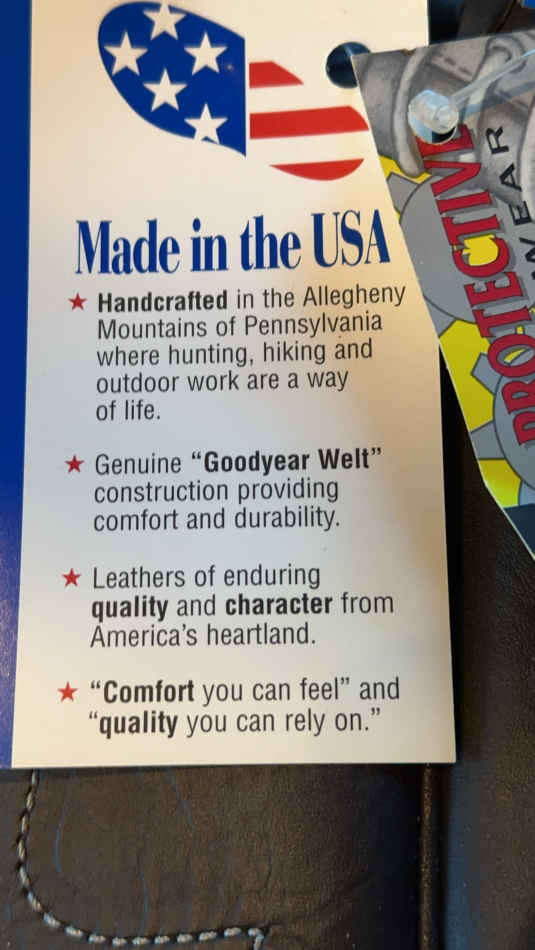 Made in the USA
★ Handcrafted in the Allegheny
Mountains of Pennsylvania
where hunting, hiking and
outdoor work are a way
of life.
★ Genuine “Goodyear Welt”
construction providing
comfort and durability.
★ Leathers of enduring
quality and character from
America’s heartland.
★ “Comfort you can feel” and
“quality you can rely on.”
PROTECTIVE
WEAR